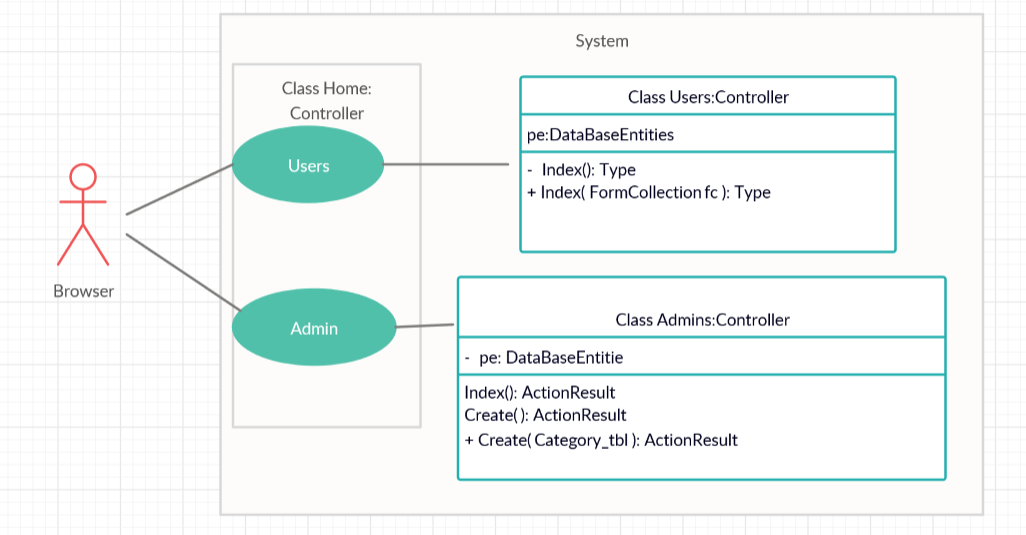 System
Class Home:
Controller
Users
Class Users:Controller
pe:DataBaseEntities
- Index(): Type
+ Index( FormCollection fc ): Type
Browser
Admin
Class Admins:Controller
- pe: DataBaseEntitie
Index(): ActionResult
Create( ): ActionResult
+ Create( Category_tbl ): ActionResult